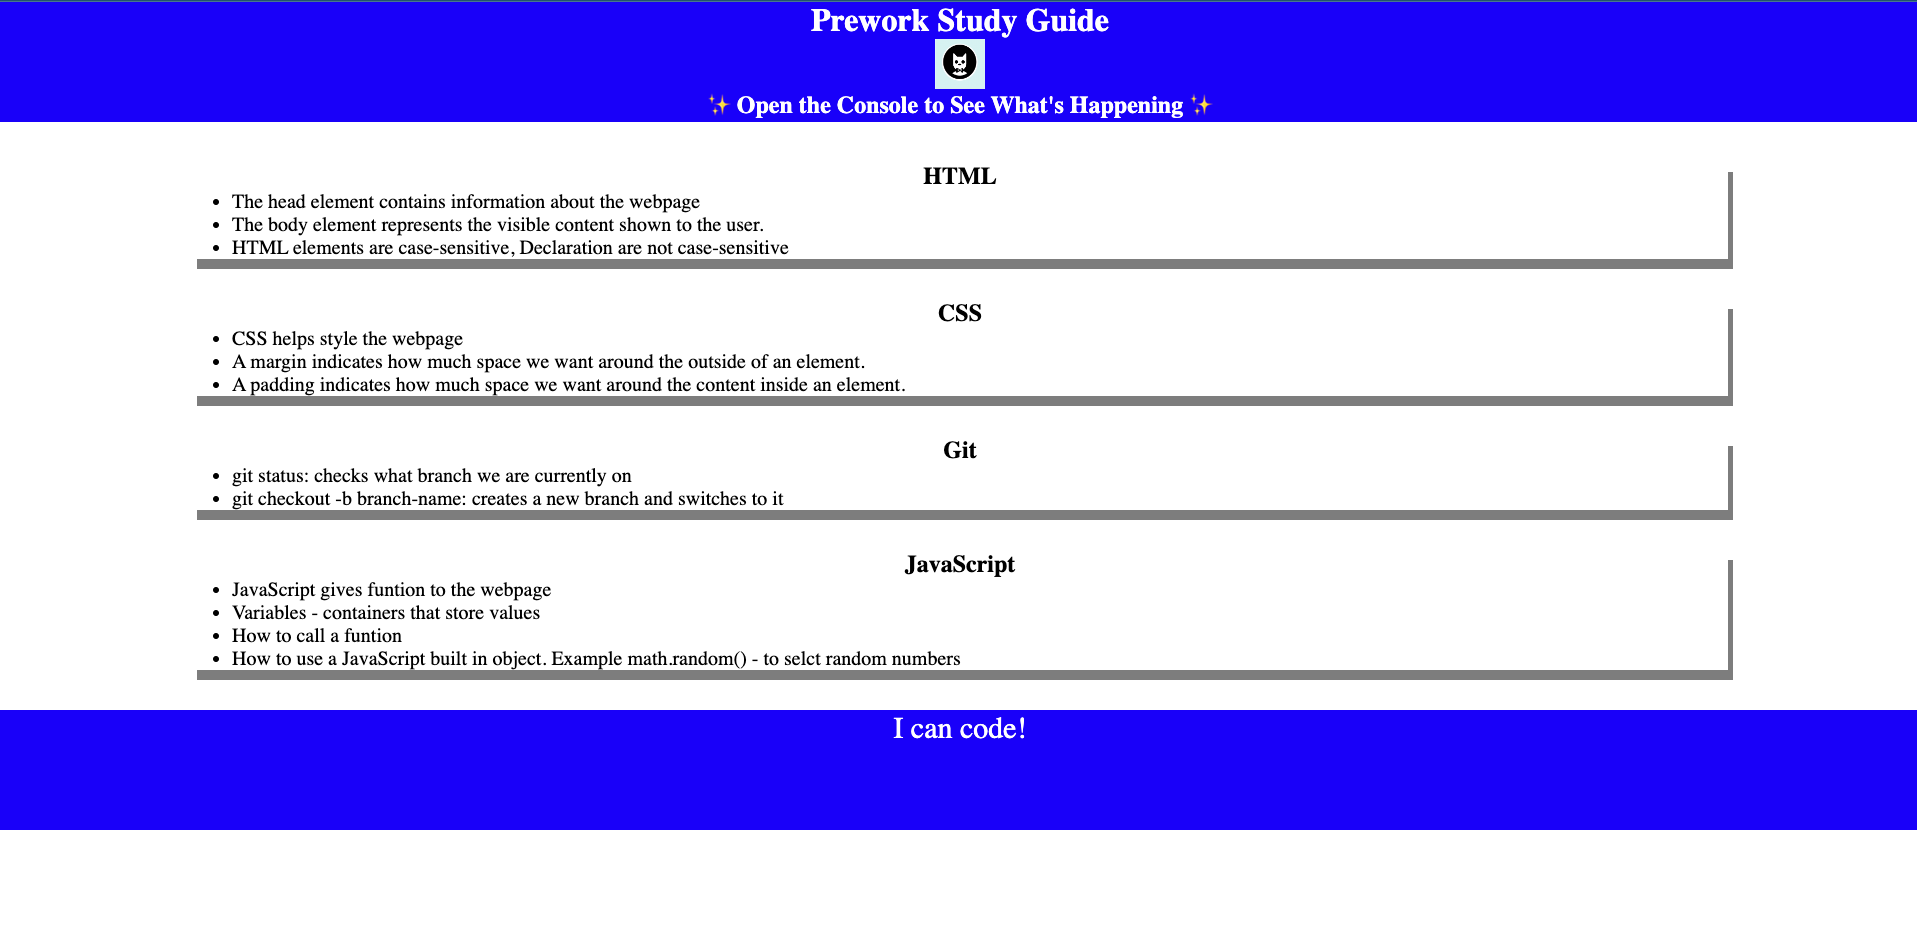 Prework Study Guide
✨ Open the Console to See What's Happening ✨
HTML
• The head element contains information about the webpage
• The body element represents the visible content shown to the user.
• HTML elements are case-sensitive, Declaration are not case-sensitive
CSS
• CSS helps style the webpage
• A margin indicates how much space we want around the outside of an element.
• A padding indicates how much space we want around the content inside an element.
Git
• git status: checks what branch we are currently on
• git checkout -b branch-name: creates a new branch and switches to it
JavaScript
• JavaScript gives funtion to the webpage
• Variables - containers that store values
• How to call a funtion
• How to use a JavaScript built in object. Example math.random() - to selct random numbers
I can code!